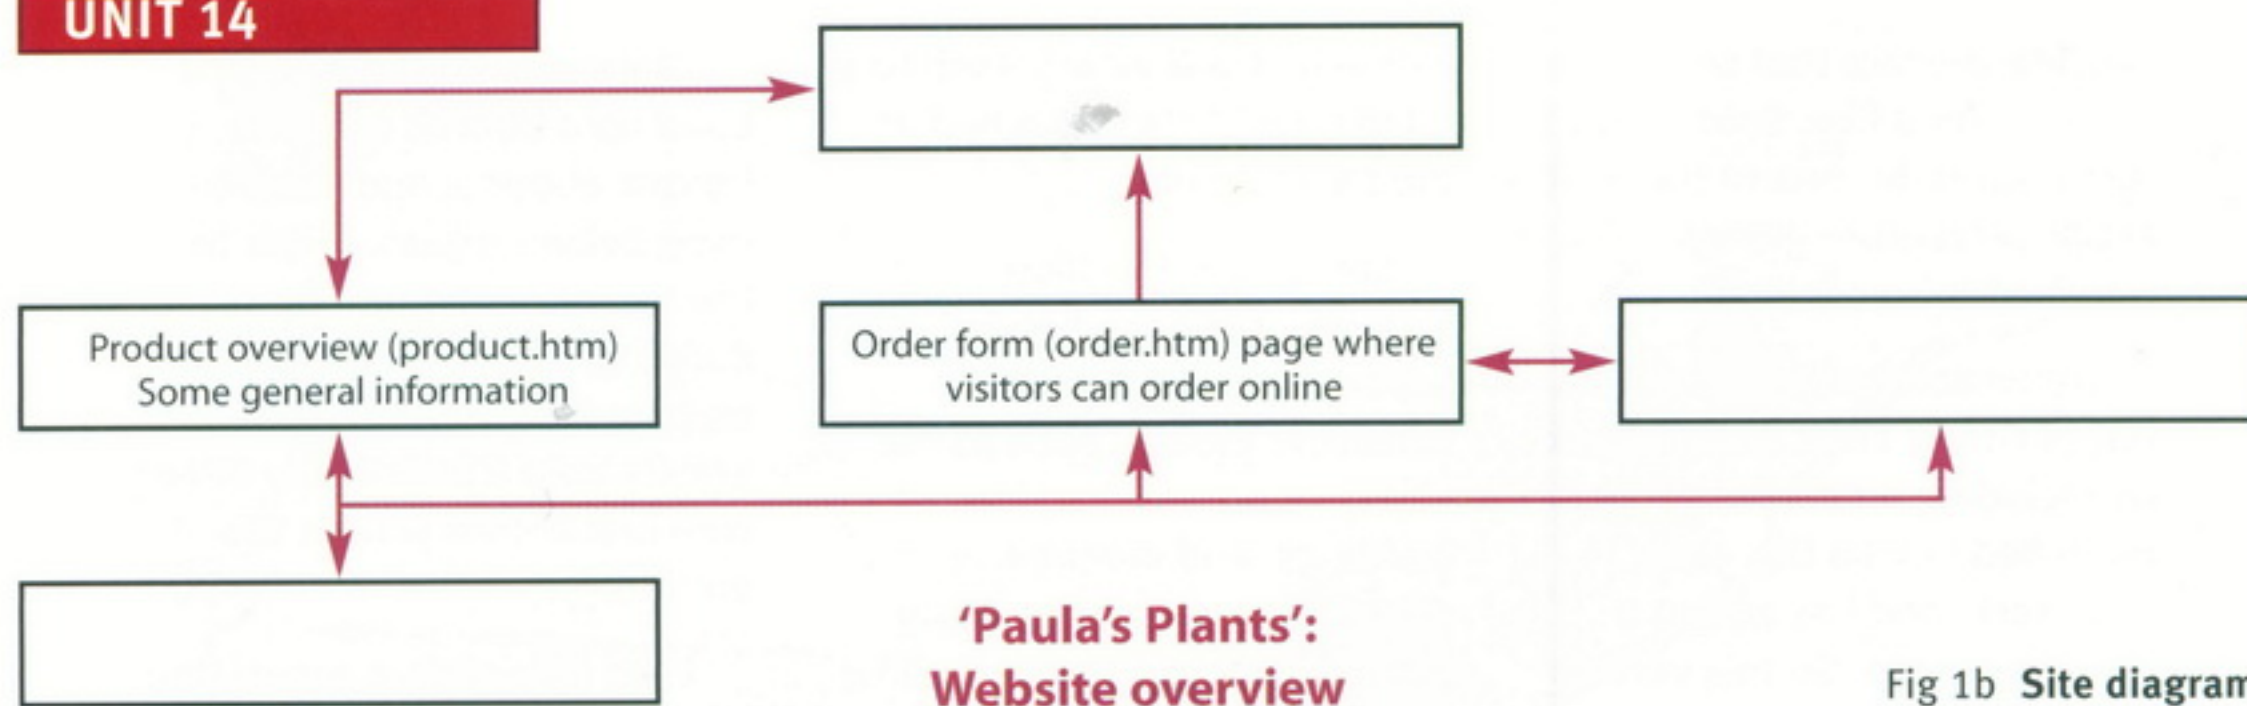 UNIT 14
Product overview (product.htm)
Some general information
Order form (order.htm) page where
visitors can order online
‘Paula’s Plants’:
Website overview
Fig 1b Site diagram